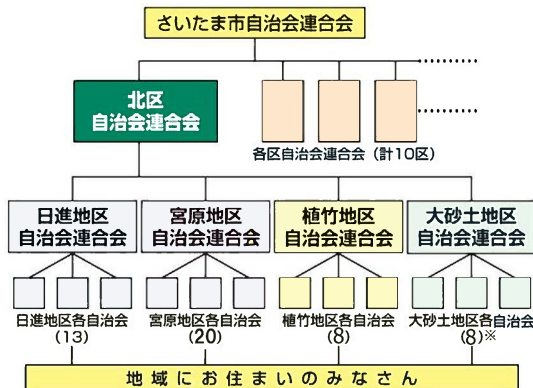 さいたま市自治会連合会
北区
自治会連合会
各区自治会連合会（計10区）
日進地区
自治会連合会
宮原地区
自治会連合会
植竹地区
自治会連合会
大砂土地区
自治会連合会
日進地区各自治会
(13)
宮原地区各自治会
(20)
植竹地区各自治会
(8)
大砂土地区各自治会
(8)※
地域にお住まいのみなさん